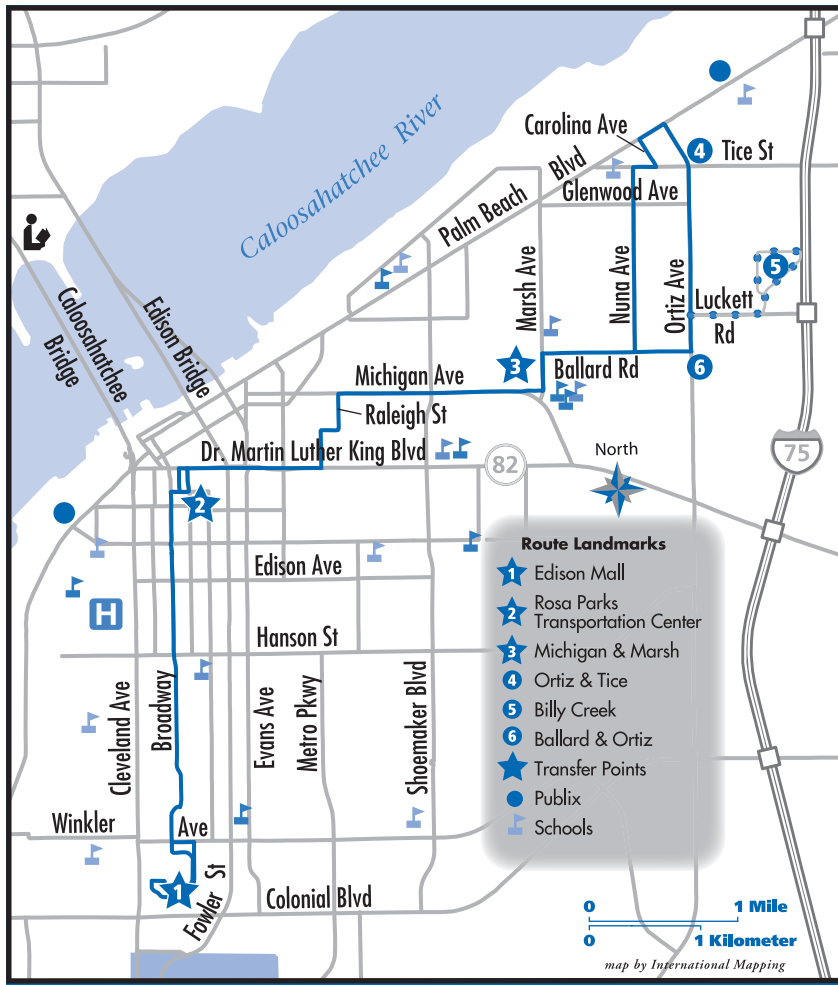 Carolina Ave
4
Tice St
Blvd
Glenwood Ave
Palm Beach
Caloosahatchee River
5
Marsh Ave
Nuna Ave
Ortiz Ave
Luckett
Rd
Caloosahatchee
Bridge
Edison Bridge
3
Ballard Rd
6
Michigan Ave
Raleigh St
Dr. Martin Luther King Blvd
82
North
75
2
Edison Ave
H
Hanson St
Cleveland Ave
Broadway
Evans Ave
Metro Pkwy
Shoemaker Blvd
Winkler
Ave
1
Fowler St
Colonial Blvd
Route Landmarks
1 Edison Mall
2 Rosa Parks
Transportation Center
3 Michigan & Marsh
4 Ortiz & Tice
5 Billy Creek
6 Ballard & Ortiz
Transfer Points
Publix
Schools
0 1 Mile
0 1 Kilometer
map by International Mapping